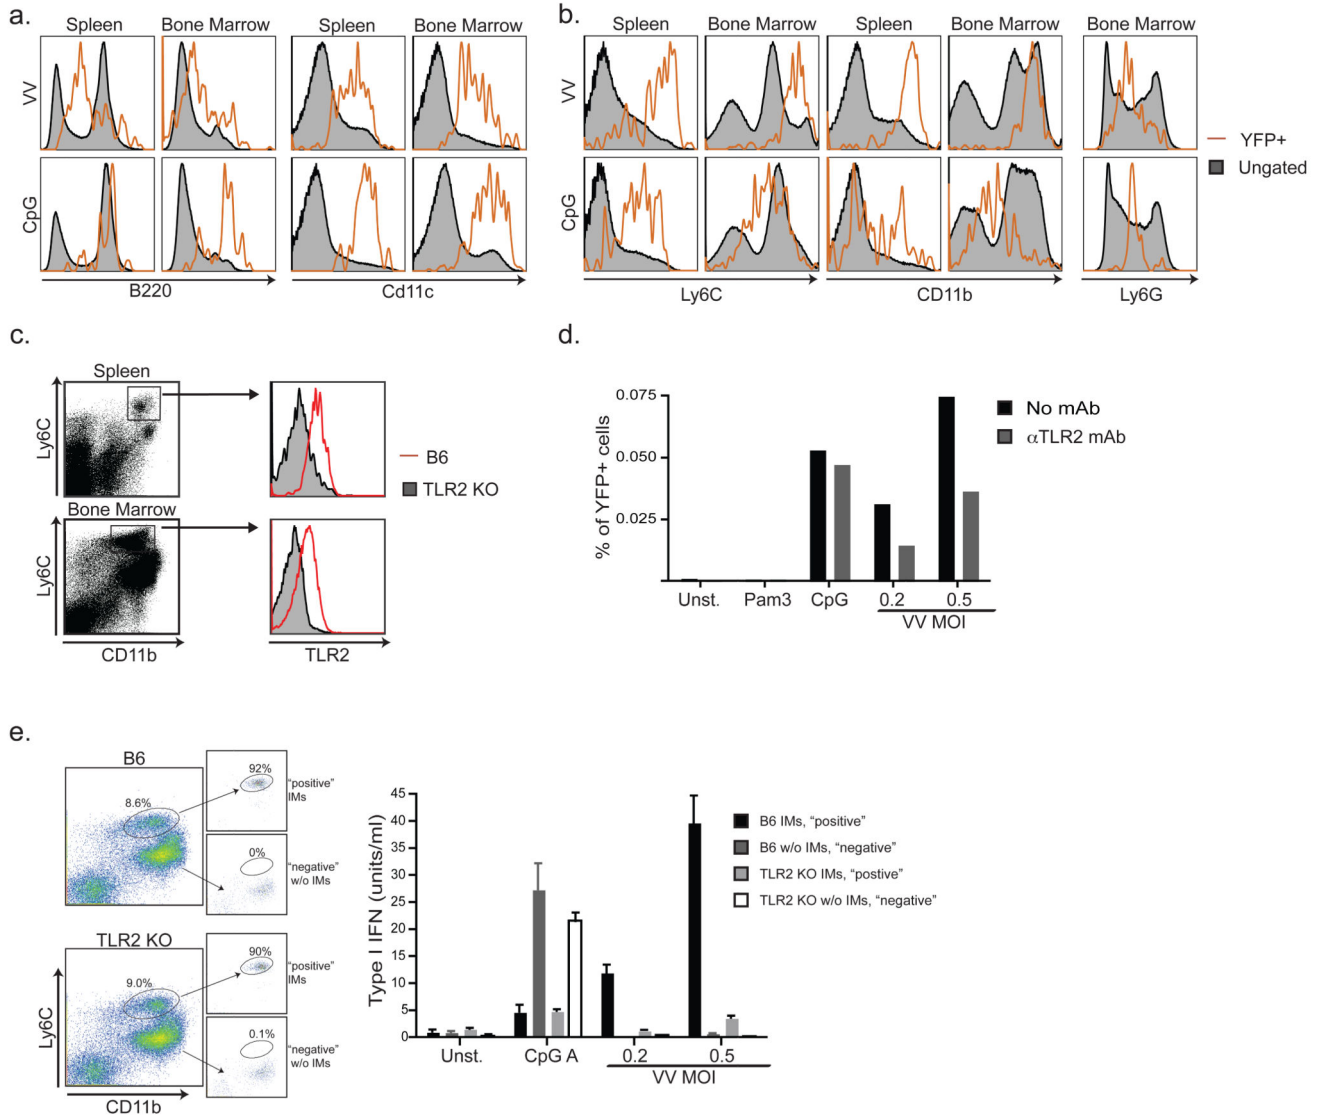 a.
Spleen Bone Marrow Spleen Bone Marrow
VV
CpG
B220 Cd11c
b.
Spleen Bone Marrow Spleen Bone Marrow Bone Marrow
VV
CpG
Ly6C CD11b Ly6G
YFP+
Ungated
c.
Spleen
Ly6C
Bone Marrow
Ly6C
CD11b TLR2
B6
TLR2 KO
d.
% of YFP+ cells
0.075
0.050
0.025
Unst. Pam3 CpG 0.2 0.5
VV MOI
No mAb
αTLR2 mAb
e.
B6
8.6%
92%
"positive"
IMs
0%
"negative"
w/o IMs
TLR2 KO
9.0%
90%
"positive"
IMs
0.1%
"negative"
w/o IMs
Ly6C
CD11b
Type I IFN (units/ml)
45
40
35
30
25
20
15
10
5
0
Unst. CpG A 0.2 0.5
VV MOI
B6 IMs, "positive"
B6 w/o IMs, "negative"
TLR2 KO IMs, "postive"
TLR2 KO w/o IMs, "negative"